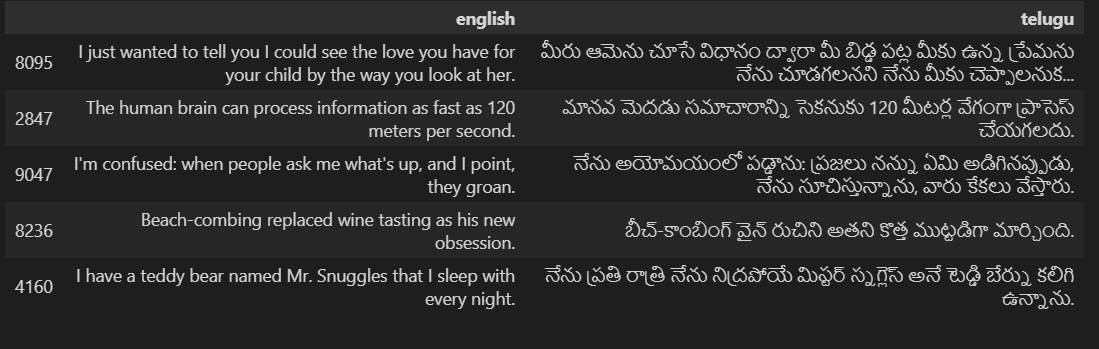 english telugu
8095 I just wanted to tell you I could see the love you have for your child by the way you look at her. మీరు ఆమెను చూసే విధానం ద్వారా మీ బిడ్డ పట్ల మీకు ఉన్న ప్రేమను నేను చూడగలనని నేను మీకు చెప్పాలనుక...
2847 The human brain can process information as fast as 120 meters per second. మానవ మెదడు సమాచారాన్ని సెకనుకు 120 మీటర్ల వేగంగా ప్రాసెస్ చేయగలదు.
9047 I'm confused: when people ask me what's up, and I point, they groan. నేను అయోమయంలో పడ్డాను: ప్రజలు నన్ను ఏమి అడిగినప్పుడు, నేను సూచిస్తున్నాను, వారు కేకలు వేస్తారు.
8236 Beach-combing replaced wine tasting as his new obsession. బీచ్-కాంబింగ్ వైన్ రుచిని అతని కొత్త ముట్టడిగా మార్చింది.
4160 I have a teddy bear named Mr. Snuggles that I sleep with every night. నేను ప్రతి రాత్రి నేను నిద్రపోయే మిస్టర్ స్నగ్లెస్ అనే టెడ్డి బేర్ను కలిగి ఉన్నాను.